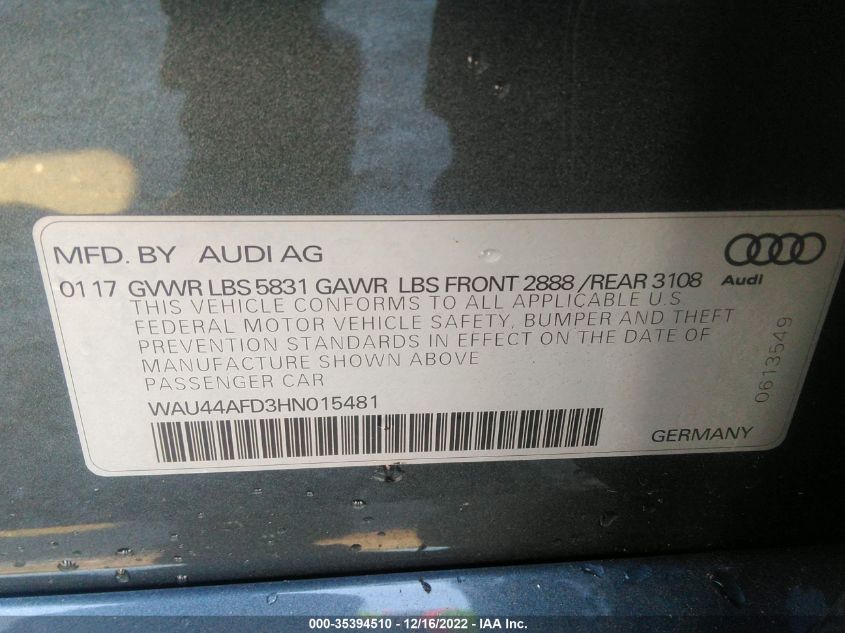 MFD. BY AUDI AG
Audi
01 17 GVWR LBS 5831 GAWR LBS FRONT 2888 /REAR 3108
THIS VEHICLE CONFORMS TO ALL APPLICABLE U.S
FEDERAL MOTOR VEHICLE SAFETY, BUMPER AND THEFT
PREVENTION STANDARDS IN EFFECT ON THE DATE OF
MANUFACTURE SHOWN ABOVE
PASSENGER CAR
WAU44AFD3HN015481
GERMANY
0613549
000-35394510 - 12/16/2022 - IAA Inc.